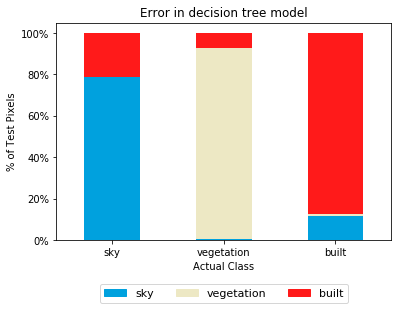 Error in decision tree model
100%
80%
60%
40%
20%
0%
% of Test Pixels
sky vegetation built
Actual Class
sky vegetation built